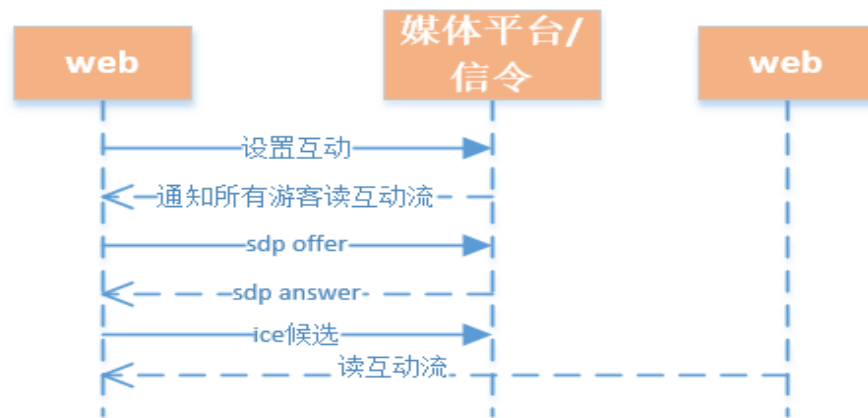 web
媒体平台/
信令
web
设置互动
通知所有游客读互动流
sdp offer
sdp answer
ice候选
读互动流